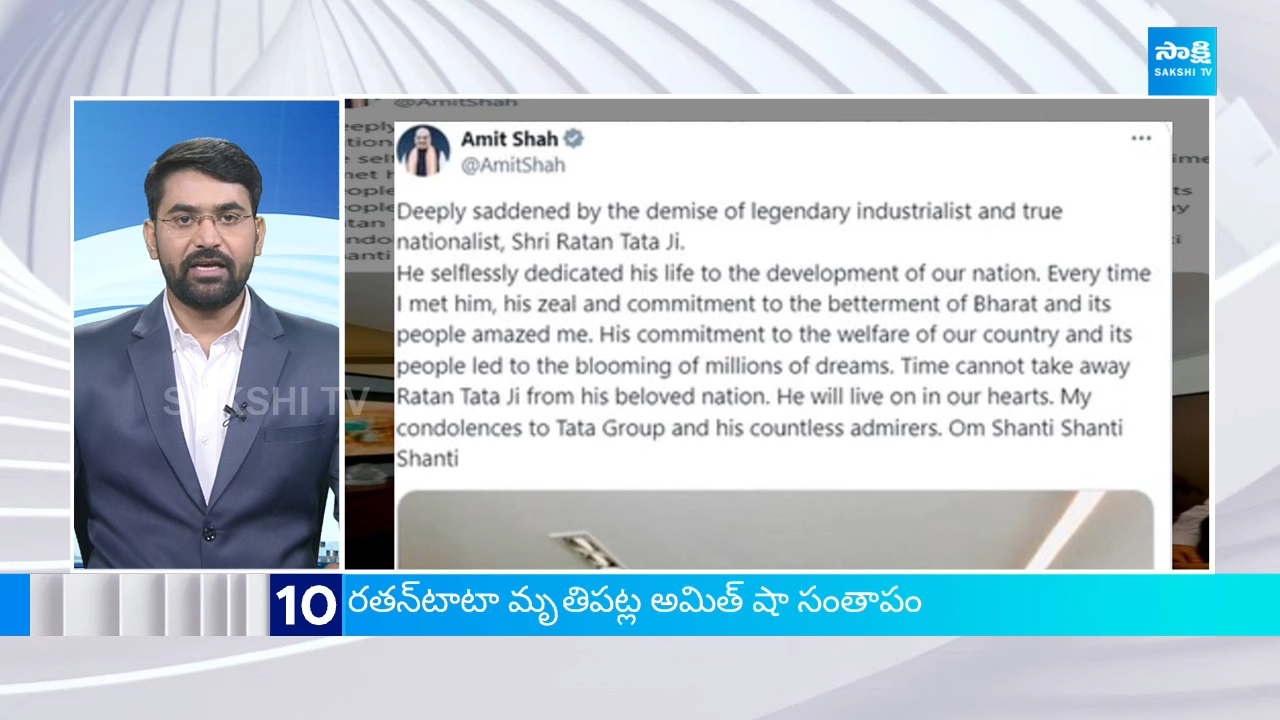 సాక్షి
SAKSHI TV
@AmitShah
Amit Shah
@AmitShah
Deeply saddened by the demise of legendary industrialist and true
nationalist, Shri Ratan Tata Ji.
He selflessly dedicated his life to the development of our nation. Every time
I met him, his zeal and commitment to the betterment of Bharat and its
people amazed me. His commitment to the welfare of our country and its
people led to the blooming of millions of dreams. Time cannot take away
Ratan Tata Ji from his beloved nation. He will live on in our hearts. My
condolences to Tata Group and his countless admirers. Om Shanti Shanti
Shanti
SAKSHI TV
10 రతన్‌టాటా మృతిపట్ల అమిత్ షా సంతాపం